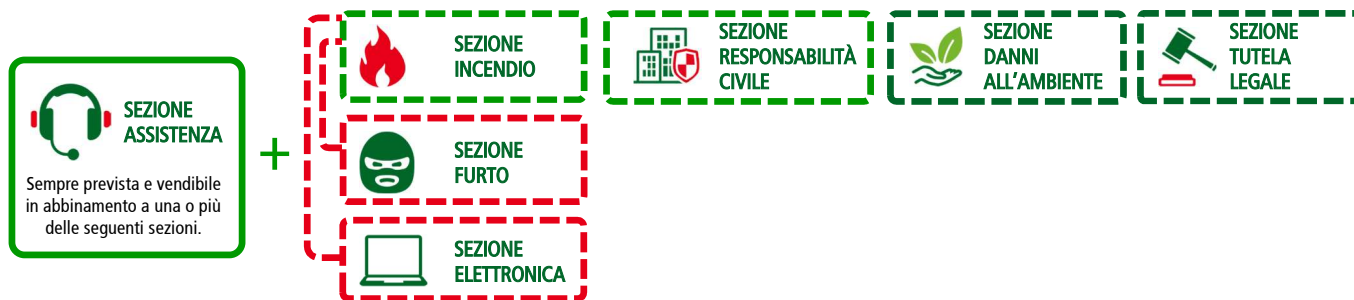 SEZIONE
ASSISTENZA
Sempre prevista e vendibile
in abbinamento a una o più
delle seguenti sezioni.
+
SEZIONE
INCENDIO
SEZIONE
FURTO
SEZIONE
ELETTRONICA
SEZIONE
RESPONSABILITÀ
CIVILE
SEZIONE
DANNI
ALL’AMBIENTE
SEZIONE
TUTELA
LEGALE